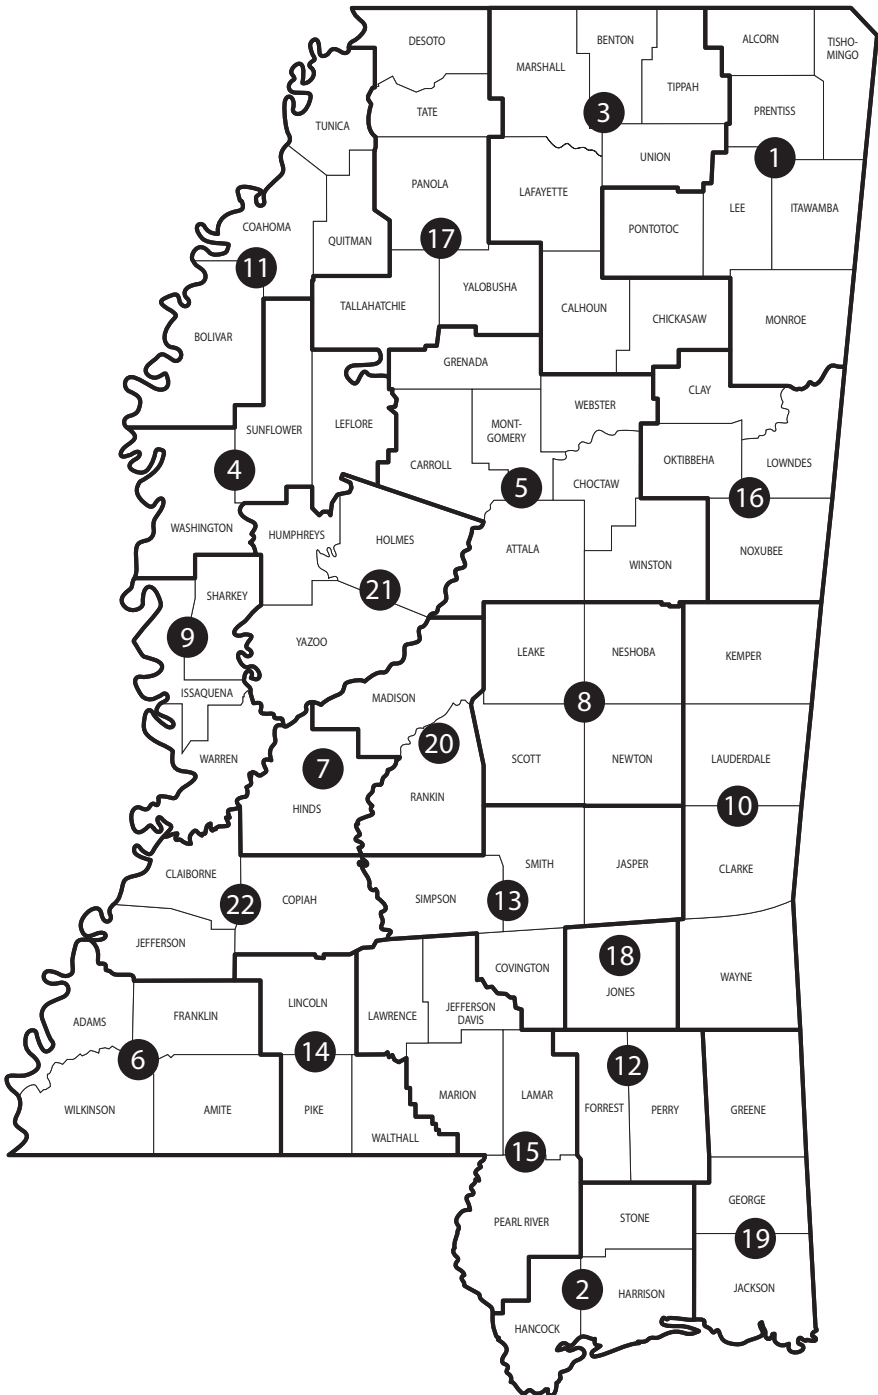 DESOTO
BENTON
ALCORN
TISHO-
MINGO
MARSHALL
TIPPAH
TATE
3
PRENTISS
TUNICA
UNION
1
PANOLA
LAFAYETTE
LEE
ITAWAMBA
COAHOMA
QUITMAN
17
PONTOTOC
11
YALOBUSHA
TALLAHATCHIE
CALHOUN
CHICKASAW
MONROE
BOLIVAR
GRENADA
CLAY
WEBSTER
SUNFLOWER
LEFLORE
MONT-
GOMERY
CARROLL
OKTIBBEHA
LOWNDES
4
5
CHOCTAW
16
WASHINGTON
HUMPHREYS
HOLMES
ATTALA
NOXUBEE
WINSTON
21
SHARKEY
9
YAZOO
LEAKE
NESHOBA
KEMPER
ISSAQUENA
MADISON
8
WARREN
20
7
SCOTT
NEWTON
LAUDERDALE
HINDS
RANKIN
10
CLAIBORNE
SMITH
JASPER
CLARKE
22
COPIAH
SIMPSON
13
JEFFERSON
18
COVINGTON
WAYNE
JONES
ADAMS
FRANKLIN
LINCOLN
LAWRENCE
JEFFERSON
DAVIS
6
14
12
MARION
LAMAR
WILKINSON
AMITE
PIKE
FORREST
PERRY
GREENE
WALTHALL
15
GEORGE
PEARL RIVER
STONE
19
2
HARRISON
JACKSON
HANCOCK